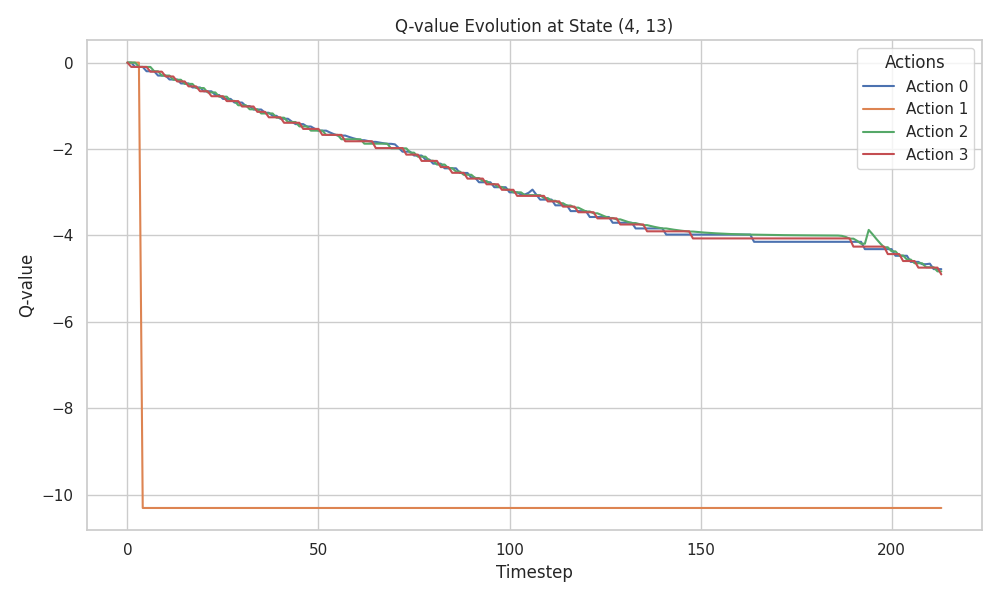 Q-value Evolution at State (4, 13)
Actions
Action 0
Action 1
Action 2
Action 3
Q-value
0
−2
−4
−6
−8
−10
0 50 100 150 200
Timestep